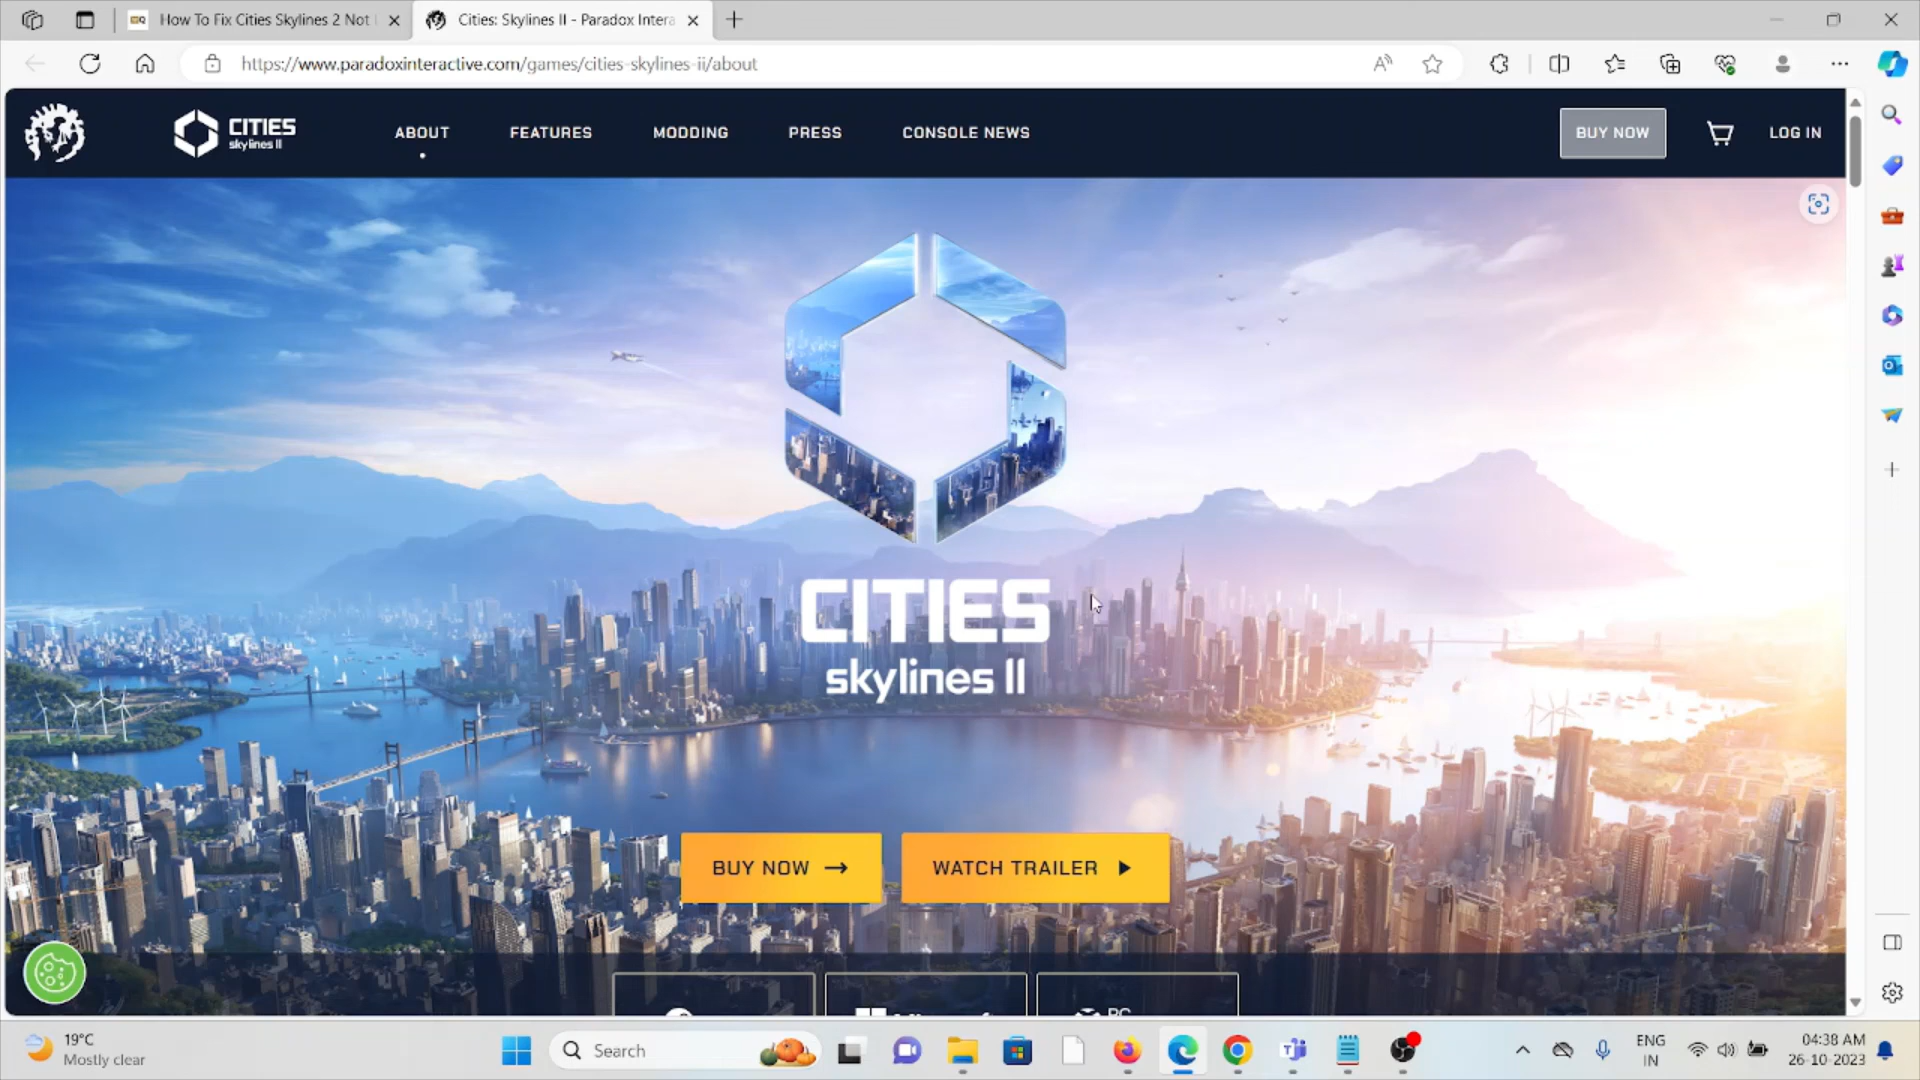 How To Fix Cities Skylines 2 Not
Cities: Skylines II - Paradox Intera
https://www.paradoxinteractive.com/games/cities-skylines-ii/about
CITIES
skylines II
ABOUT
FEATURES
MODDING
PRESS
CONSOLE NEWS
BUY NOW
LOG IN
CITIES
skylines II
BUY NOW
WATCH TRAILER
19°C
Mostly clear
Search
ENG
IN
04:38 AM
26-10-2023